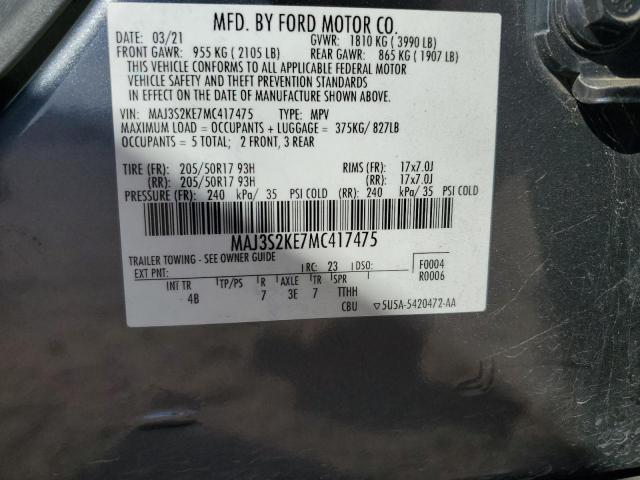 MFD. BY FORD MOTOR CO.
DATE: 03/21 GVWR: 1810 KG ( 3990 LB)
FRONT GAWR: 955 KG ( 2105 LB) REAR GAWR: 865 KG ( 1907 LB)
THIS VEHICLE CONFORMS TO ALL APPLICABLE FEDERAL MOTOR
VEHICLE SAFETY AND THEFT PREVENTION STANDARDS
IN EFFECT ON THE DATE OF MANUFACTURE SHOWN ABOVE.
VIN: MAJ3S2KE7MC417475 TYPE: MPV
MAXIMUM LOAD = OCCUPANTS + LUGGAGE = 375KG/ 827LB
OCCUPANTS = 5 TOTAL; 2 FRONT, 3 REAR
TIRE (FR): 205/50R17 93H RIMS (FR): 17x7.0J
(RR): 205/50R17 93H (RR): 17x7.0J
PRESSURE (FR): 240 kPa/ 35 PSI COLD (RR): 240 kPa/ 35 PSI COLD
MAJ3S2KE7MC417475
TRAILER TOWING - SEE OWNER GUIDE
EXT PNT: RC: 23 DSO: F0004
R0006
INT TR TP/PS R AXLE TR SPR
4B 7 3E 7 TTHH
CBU ▽5U5A-5420472-AA